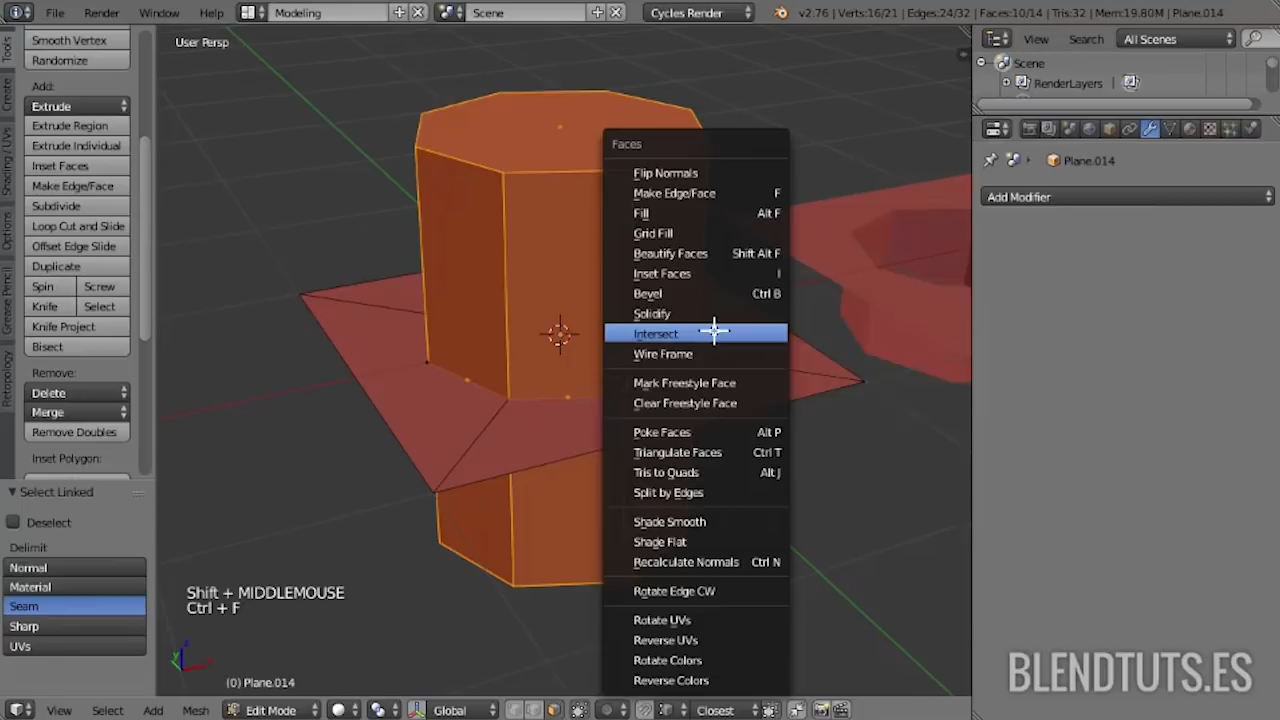 File Render Window Help Modeling Scene Cycles Render v2.76 | Verts:16/21 | Edges:24/32 | Faces:10/14 | Tris:32 | Mem:19.80M | Plane.014
Tools
Create
Shading / UVs
Options
Grease Pencil
Retopology
Smooth Vertex
Randomize
Add:
Extrude
Extrude Region
Extrude Individual
Inset Faces
Make Edge/Face
Subdivide
Loop Cut and Slide
Offset Edge Slide
Duplicate
Spin Screw
Knife Select
Knife Project
Bisect
Remove:
Delete
Merge
Remove Doubles
Inset Polygon:
Select Linked
Deselect
Delimit
Normal
Material
Seam
Sharp
UVs
User Persp
Faces
Flip Normals
Make Edge/Face F
Fill Alt F
Grid Fill
Beautify Faces Shift Alt F
Inset Faces I
Bevel Ctrl B
Solidify
Intersect
Wire Frame
Mark Freestyle Face
Clear Freestyle Face
Poke Faces Alt P
Triangulate Faces Ctrl T
Tris to Quads Alt J
Split by Edges
Shade Smooth
Shade Flat
Recalculate Normals Ctrl N
Rotate Edge CW
Rotate UVs
Reverse UVs
Rotate Colors
Reverse Colors
Shift + MIDDLEMOUSE
Ctrl + F
(0) Plane.014
View Select Add Mesh Edit Mode Global Closest
View Search All Scenes
Scene
RenderLayers
Plane.014
Add Modifier
BLENDTUTS.ES